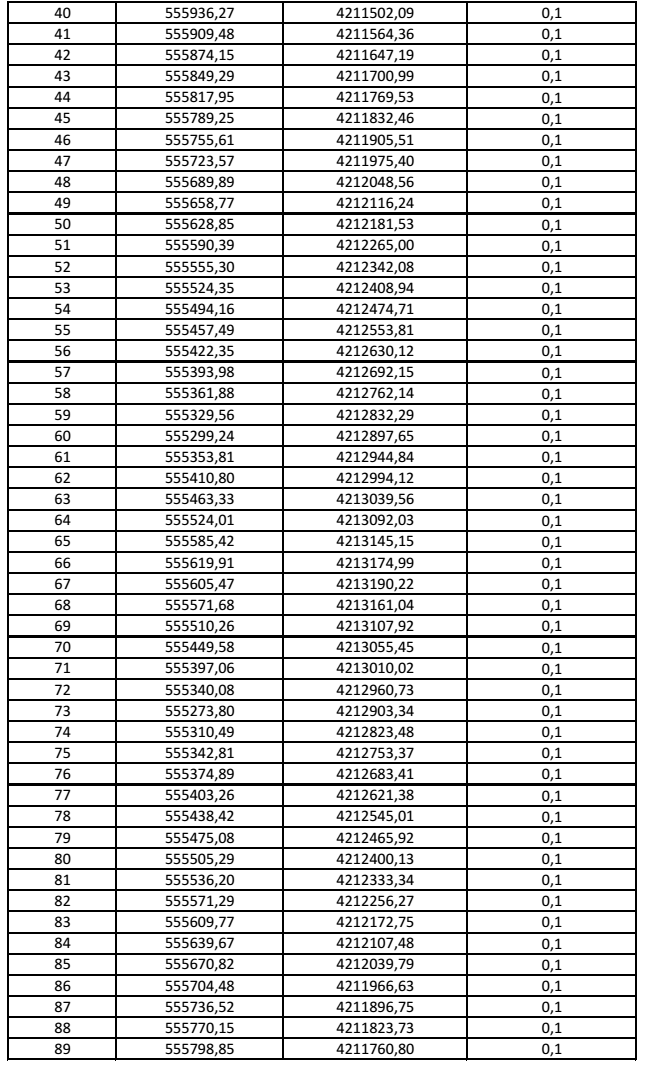 40 555936,27 4211502,09 0,1
41 555909,48 4211564,36 0,1
42 555874,15 4211647,19 0,1
43 555849,29 4211700,99 0,1
44 555817,95 4211769,53 0,1
45 555789,25 4211832,46 0,1
46 555755,61 4211905,51 0,1
47 555723,57 4211975,40 0,1
48 555689,89 4212048,56 0,1
49 555658,77 4212116,24 0,1
50 555628,85 4212181,53 0,1
51 555590,39 4212265,00 0,1
52 555555,30 4212342,08 0,1
53 555524,35 4212408,94 0,1
54 555494,16 4212474,71 0,1
55 555457,49 4212553,81 0,1
56 555422,35 4212630,12 0,1
57 555393,98 4212692,15 0,1
58 555361,88 4212762,14 0,1
59 555329,56 4212832,29 0,1
60 555299,24 4212897,65 0,1
61 555353,81 4212944,84 0,1
62 555410,80 4212994,12 0,1
63 555463,33 4213039,56 0,1
64 555524,01 4213092,03 0,1
65 555585,42 4213145,15 0,1
66 555619,91 4213174,99 0,1
67 555605,47 4213190,22 0,1
68 555571,68 4213161,04 0,1
69 555510,26 4213107,92 0,1
70 555449,58 4213055,45 0,1
71 555397,06 4213010,02 0,1
72 555340,08 4212960,73 0,1
73 555273,80 4212903,34 0,1
74 555310,49 4212823,48 0,1
75 555342,81 4212753,37 0,1
76 555374,89 4212683,41 0,1
77 555403,26 4212621,38 0,1
78 555438,42 4212545,01 0,1
79 555475,08 4212465,92 0,1
80 555505,29 4212400,13 0,1
81 555536,20 4212333,34 0,1
82 555571,29 4212256,27 0,1
83 555609,77 4212172,75 0,1
84 555639,67 4212107,48 0,1
85 555670,82 4212039,79 0,1
86 555704,48 4211966,63 0,1
87 555736,52 4211896,75 0,1
88 555770,15 4211823,73 0,1
89 555798,85 4211760,80 0,1